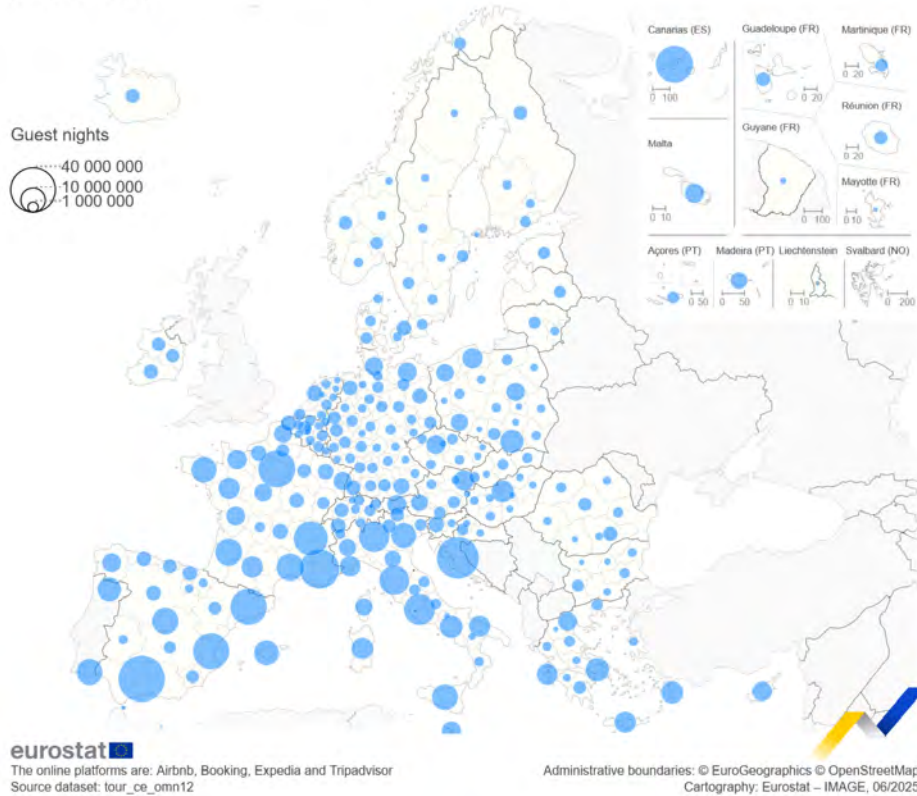 Canarias (ES)
0 100
Guadeloupe (FR)
0 20
Martinique (FR)
0 20
Réunion (FR)
0 20
Guyane (FR)
0 100
Mayotte (FR)
0 10
Malta
0 10
Açores (PT)
0 50
Madeira (PT)
0 50
Liechtenstein
0 10
Svalbard (NO)
0 200
Guest nights
40 000 000
10 000 000
1 000 000
eurostat
The online platforms are: Airbnb, Booking, Expedia and Tripadvisor
Source dataset: tour_ce_omn12
Administrative boundaries: © EuroGeographics © OpenStreetMap
Cartography: Eurostat – IMAGE, 06/2025